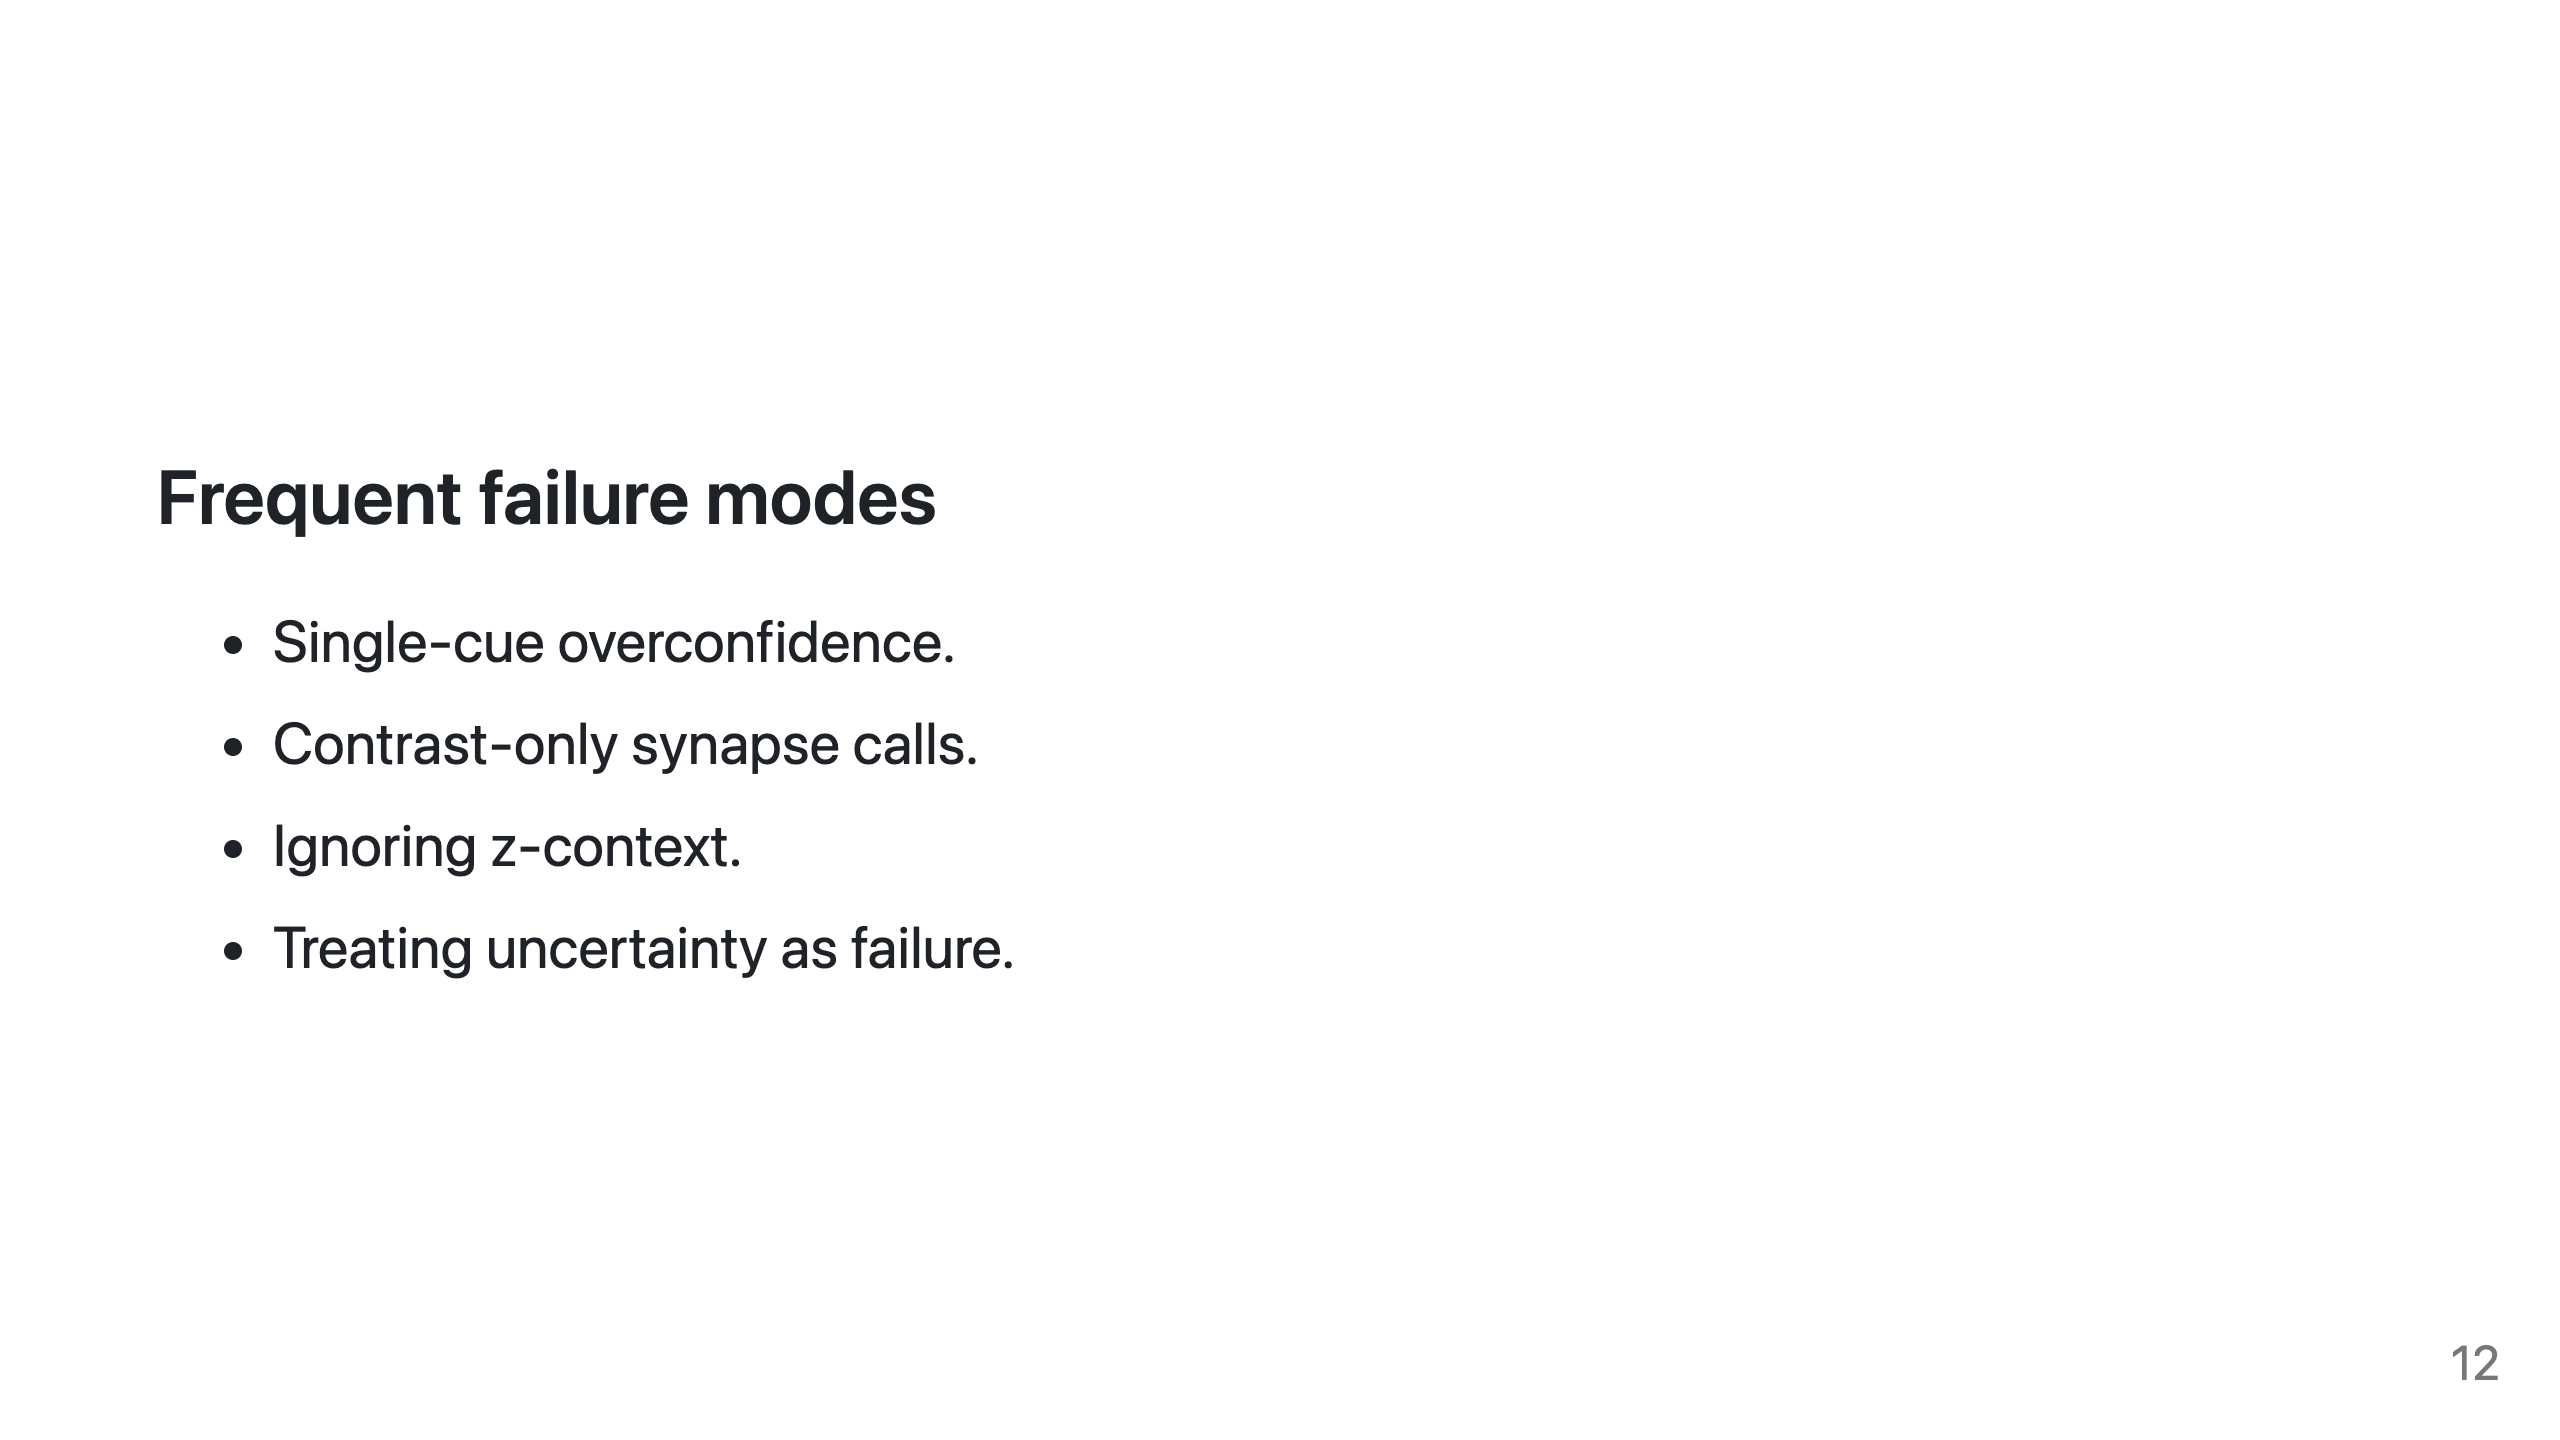 Frequent failure modes
• Single-cue overconfidence.
• Contrast-only synapse calls.
• Ignoring z-context.
• Treating uncertainty as failure.
12